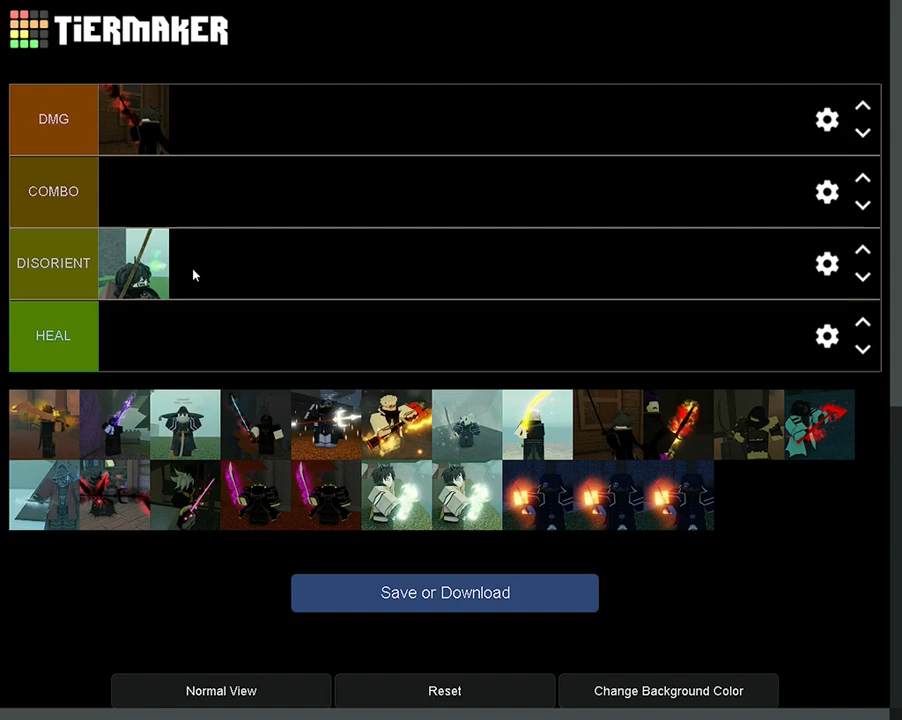 TiERMAKER
DMG
COMBO
DISORIENT
HEAL
Save or Download
Normal View
Reset
Change Background Color